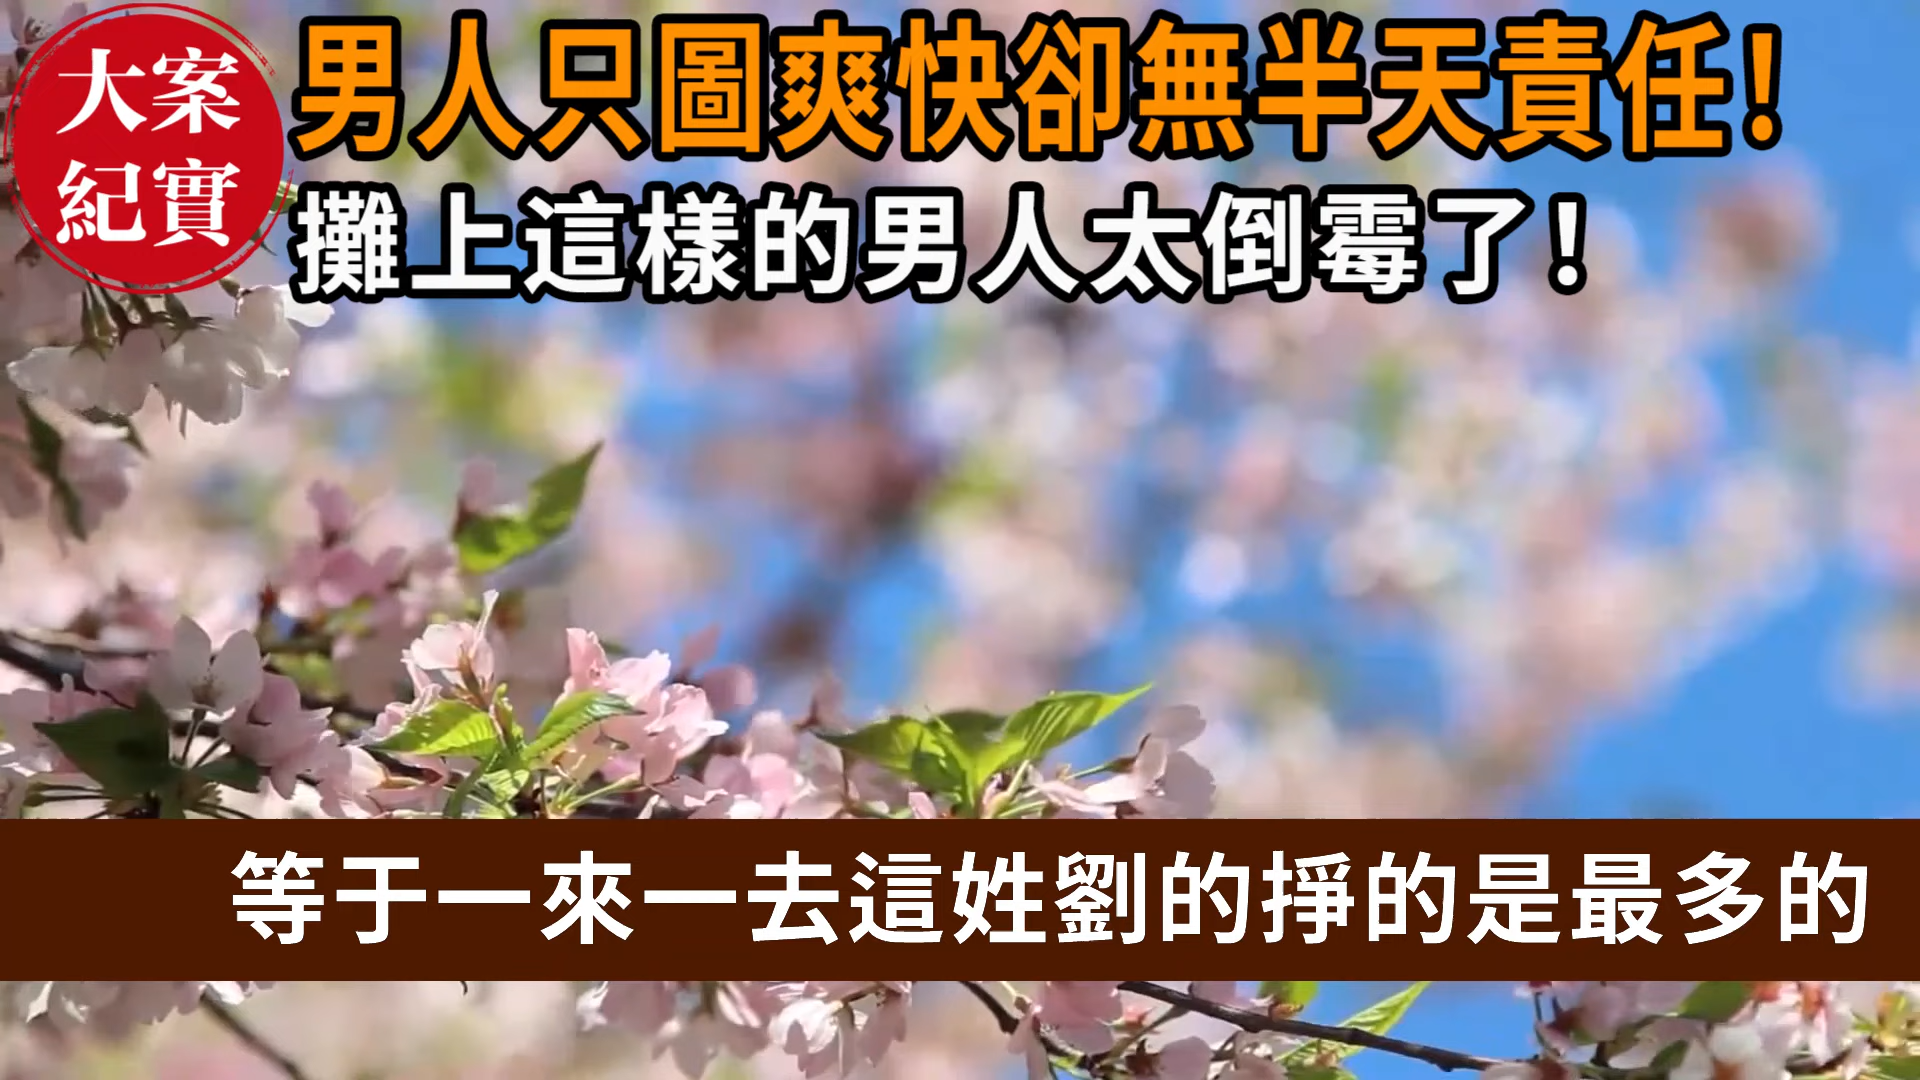 大案
紀實
男人只圖爽快卻無半天責任！
攤上這樣的男人太倒霉了！
等于一來一去這姓劉的掙的是最多的